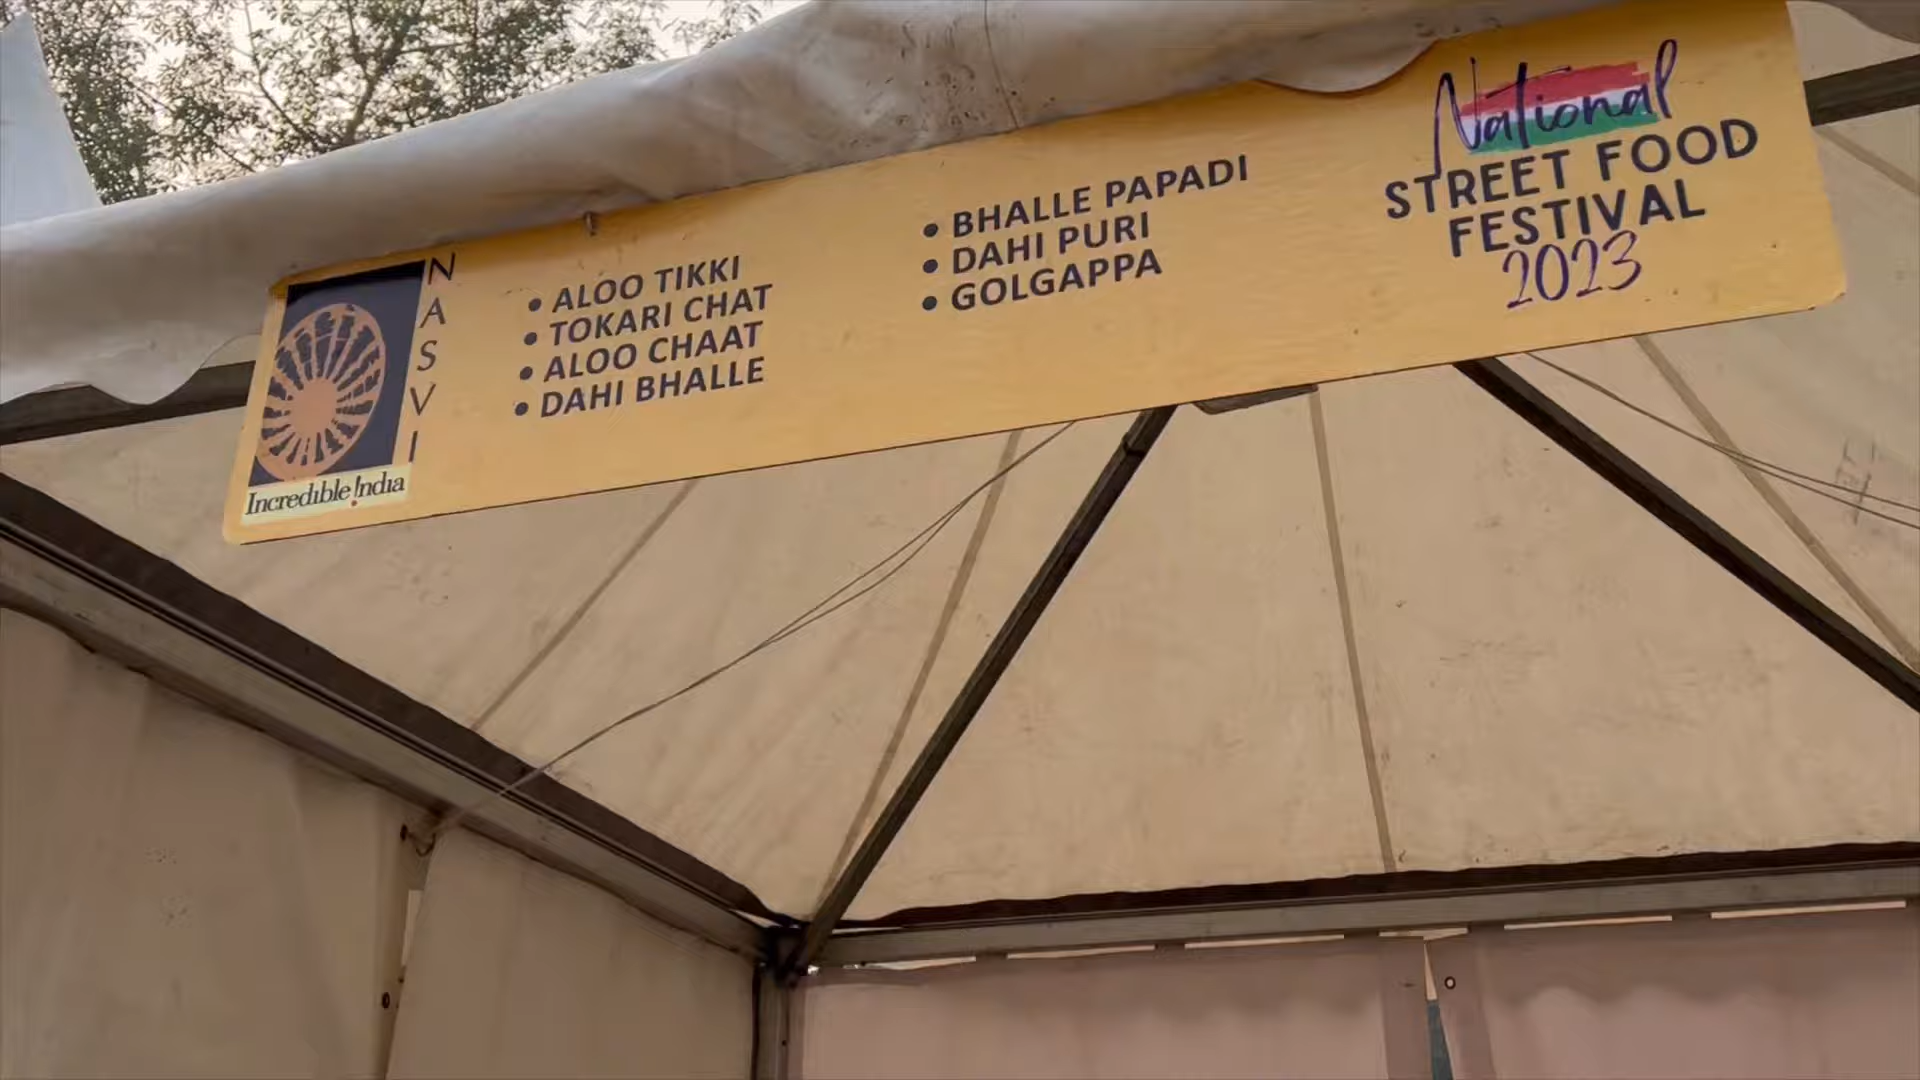 NASVI
Incredible !ndia
• ALOO TIKKI
• TOKARI CHAT
• ALOO CHAAT
• DAHI BHALLE
• BHALLE PAPADI
• DAHI PURI
• GOLGAPPA
National
STREET FOOD
FESTIVAL
2023